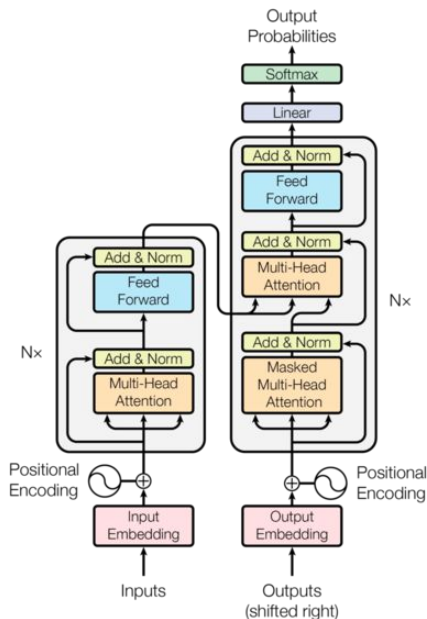 Output
Probabilities
Softmax
Linear
Add & Norm
Feed
Forward
Add & Norm
Multi-Head
Attention
Add & Norm
Masked
Multi-Head
Attention
N×
Add & Norm
Feed
Forward
N×
Add & Norm
Multi-Head
Attention
Positional
Encoding
Positional
Encoding
Input
Embedding
Output
Embedding
Inputs
Outputs
(shifted right)